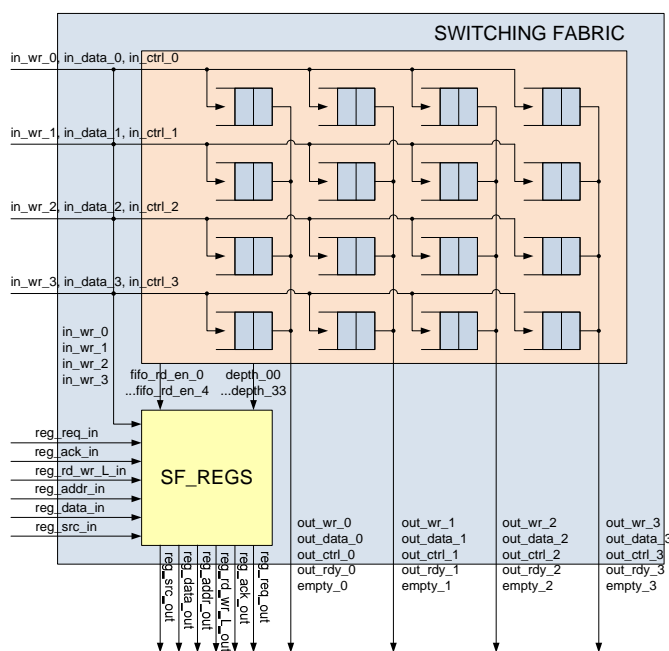 SWITCHING FABRIC
in_wr_0, in_data_0, in_ctrl_0
in_wr_1, in_data_1, in_ctrl_1
in_wr_2, in_data_2, in_ctrl_2
in_wr_3, in_data_3, in_ctrl_3
in_wr_0
in_wr_1
in_wr_2
in_wr_3
fifo_rd_en_0
...fifo_rd_en_4
depth_00
...depth_33
reg_req_in
reg_ack_in
reg_rd_wr_L_in
reg_addr_in
reg_data_in
reg_src_in
SF_REGS
reg_src_out
reg_data_out
reg_addr_out
reg_rd_wr_L_out
reg_ack_out
reg_req_out
out_wr_0
out_data_0
out_ctrl_0
out_rdy_0
empty_0
out_wr_1
out_data_1
out_ctrl_1
out_rdy_1
empty_1
out_wr_2
out_data_2
out_ctrl_2
out_rdy_2
empty_2
out_wr_3
out_data_3
out_ctrl_3
out_rdy_3
empty_3